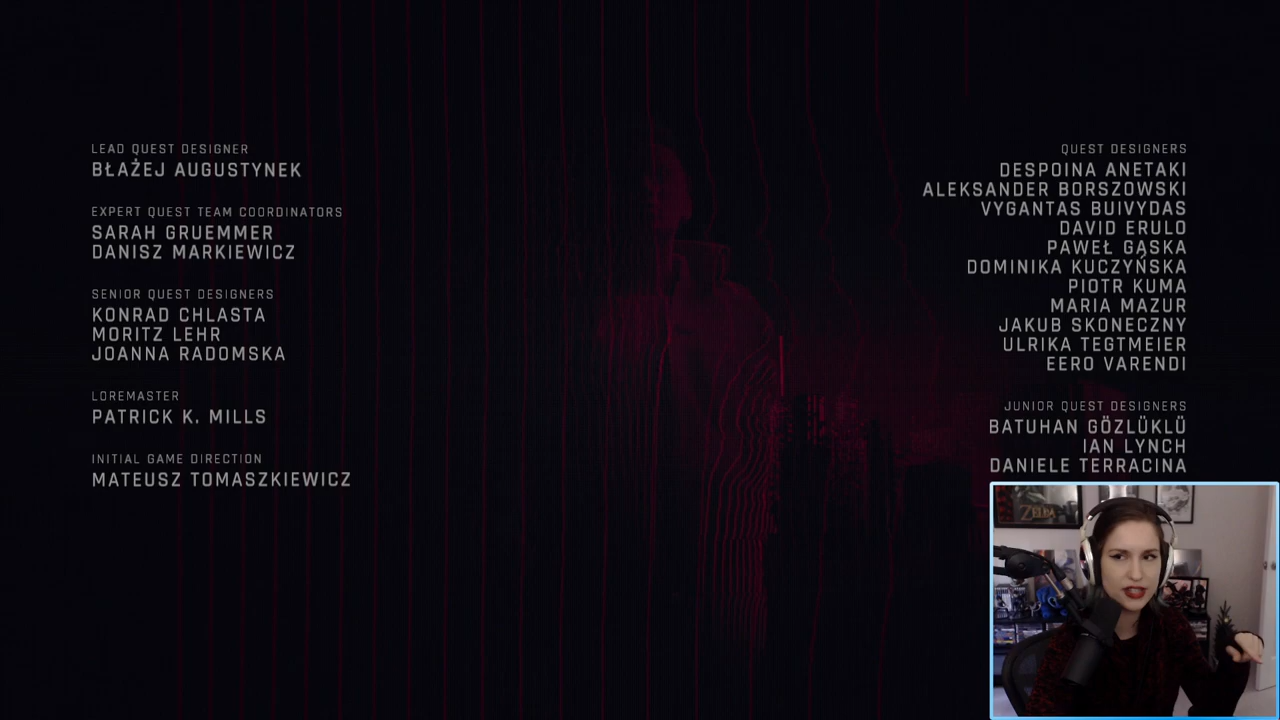 LEAD QUEST DESIGNER
BŁAŻEJ AUGUSTYNEK
EXPERT QUEST TEAM COORDINATORS
SARAH GRUEMMER
DANISZ MARKIEWICZ
SENIOR QUEST DESIGNERS
KONRAD CHLASTA
MORITZ LEHR
JOANNA RADOMSKA
LOREMASTER
PATRICK K. MILLS
INITIAL GAME DIRECTION
MATEUSZ TOMASZKIEWICZ
QUEST DESIGNERS
DESPOINA ANETAKI
ALEKSANDER BORSZOWSKI
VYGANTAS BUIVYDAS
DAVID ERULO
PAWEŁ GĄSKA
DOMINIKA KUCZYŃSKA
PIOTR KUMA
MARIA MAZUR
JAKUB SKONECZNY
ULRIKA TEGTMEIER
EERO VARENDI
JUNIOR QUEST DESIGNERS
BATUHAN GÖZLÜKLÜ
IAN LYNCH
DANIELE TERRACINA
ZELDA